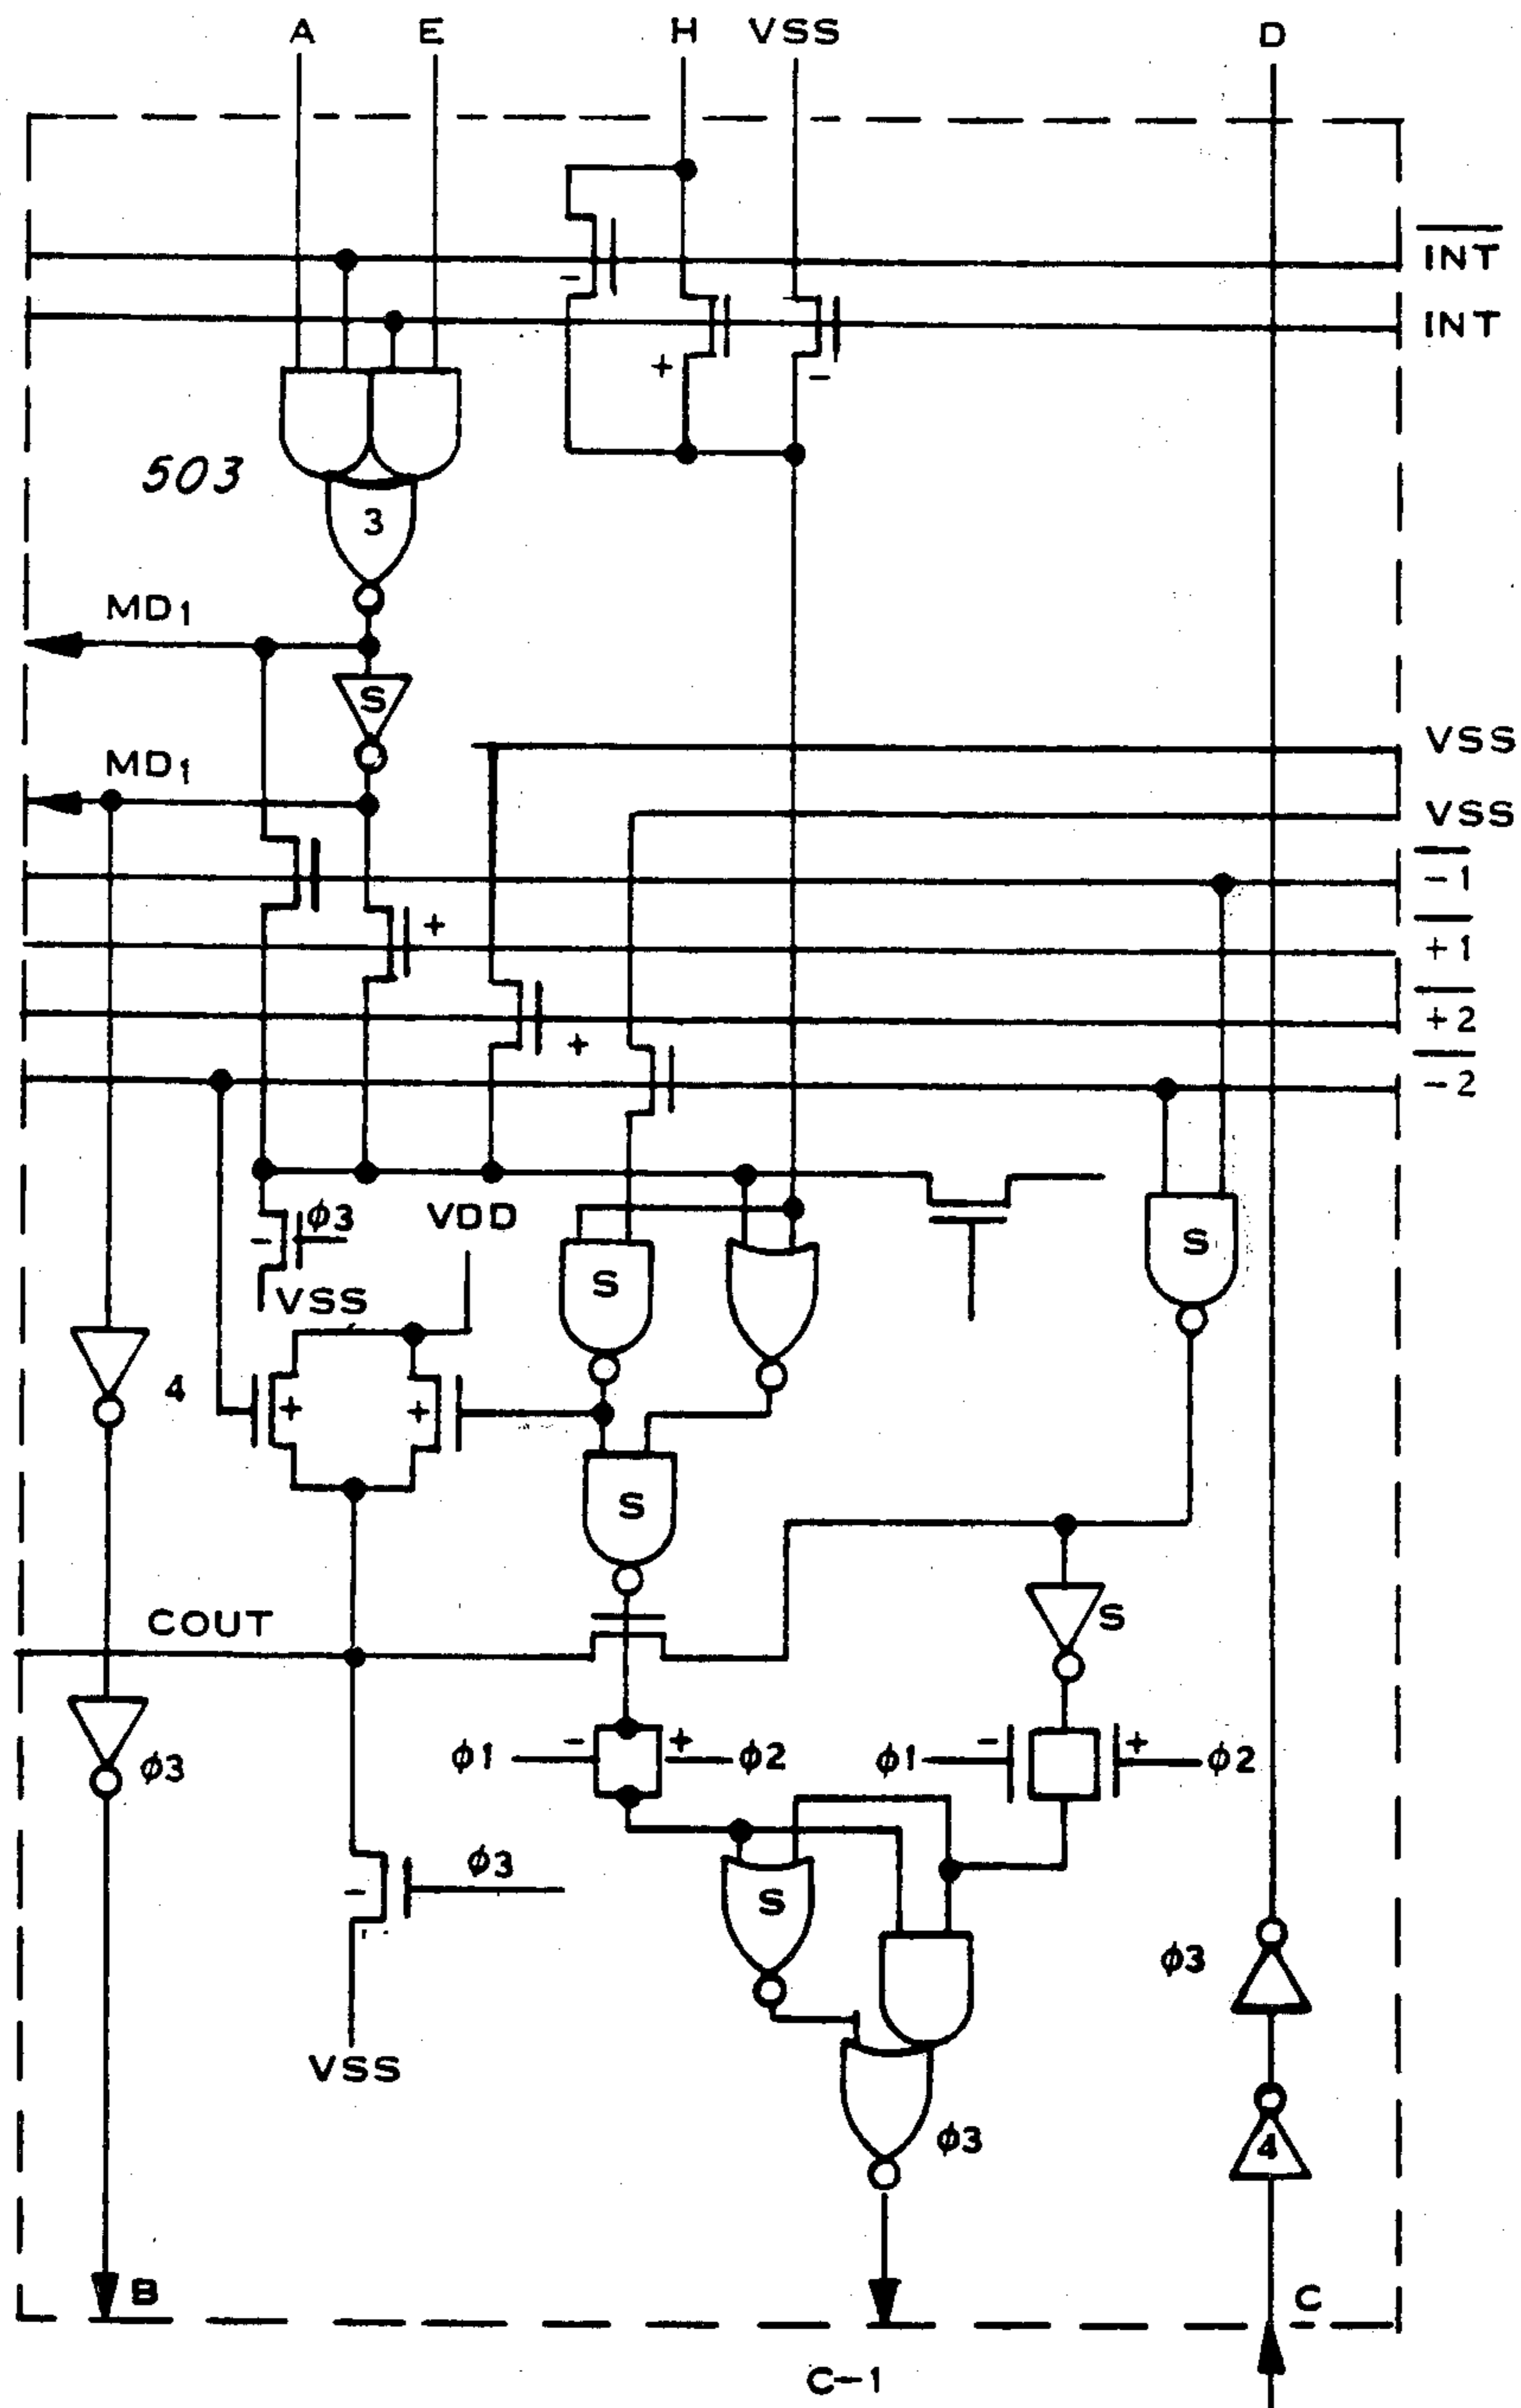 A E H VSS D
I̅N̅T̅
INT
503
3
MD1
S
MD1
VSS
VSS
-̅1̅
+̅1̅
+̅2̅
-̅2̅
-
+
-
+
+
-
ϕ3
VDD
S
S
VSS
4
+
+
S
COUT
S
ϕ1
-
+
ϕ2
ϕ1
-
+
ϕ2
ϕ3
ϕ3
-
S
ϕ3
VSS
ϕ3
4
B
C
C-1